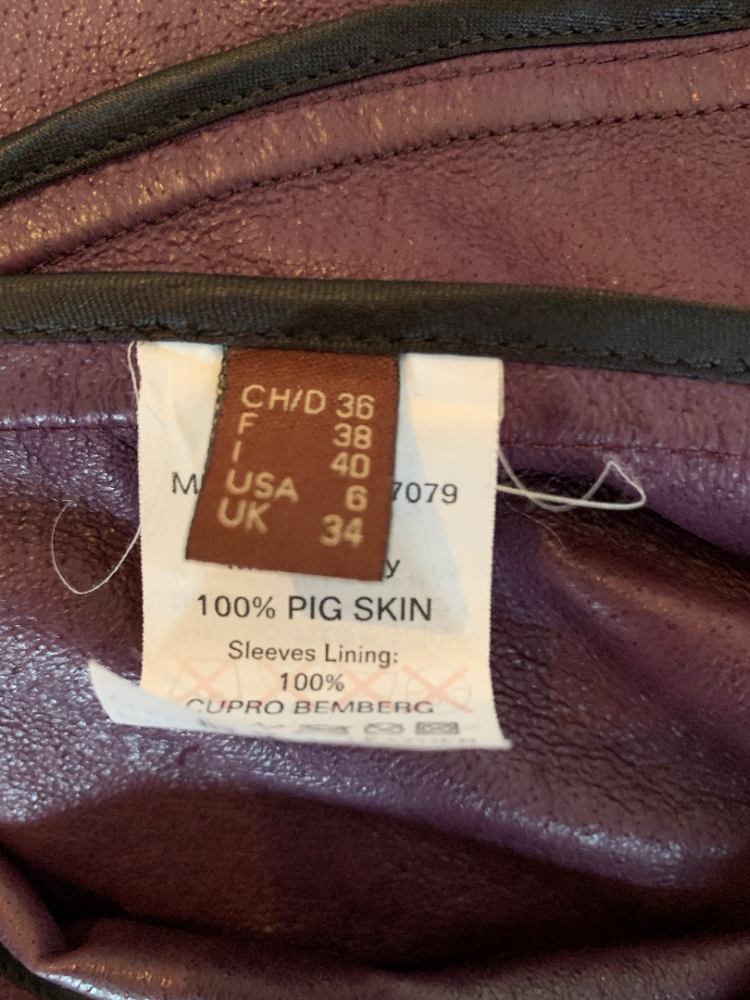 CH/D 36
F 38
I 40
USA 6
UK 34
7079
100% PIG SKIN
Sleeves Lining:
100%
CUPRO BEMBERG